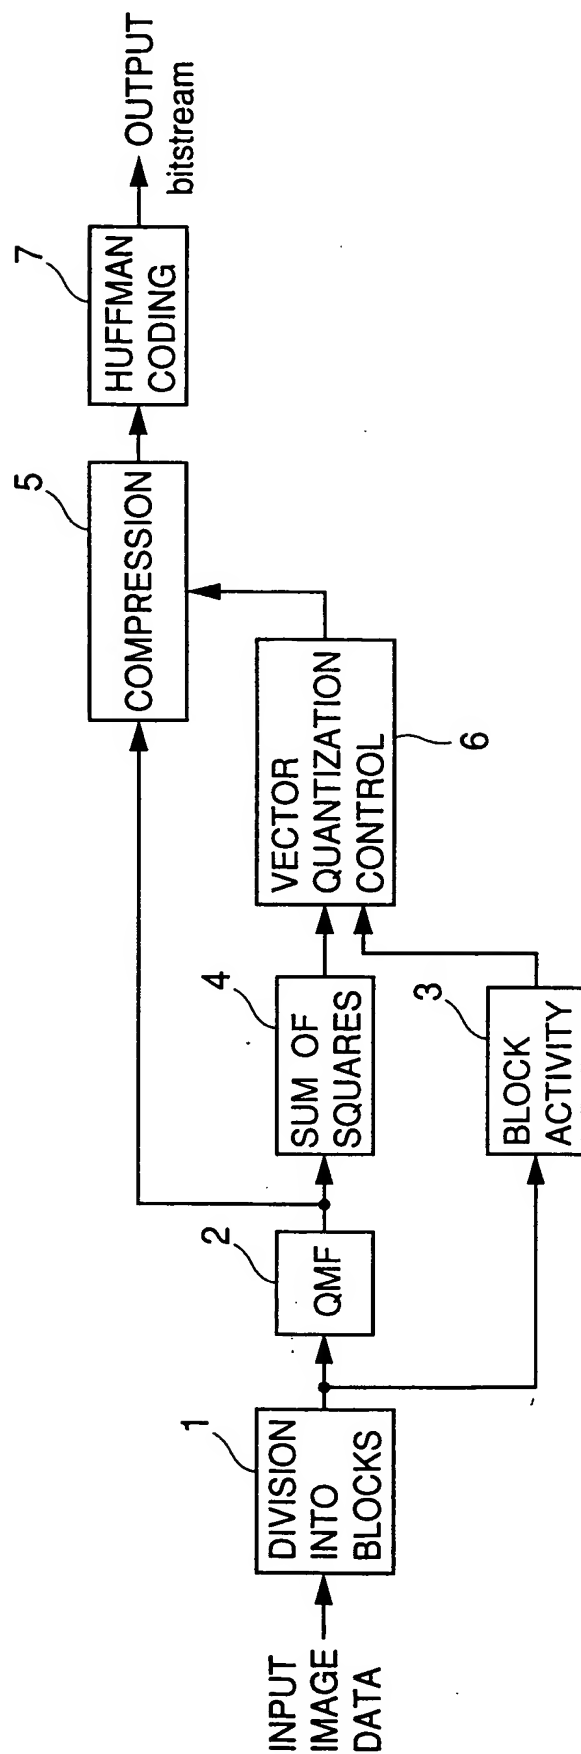 INPUT
IMAGE
DATA
1
DIVISION
INTO
BLOCKS
2
QMF
4
SUM OF
SQUARES
3
BLOCK
ACTIVITY
6
VECTOR
QUANTIZATION
CONTROL
5
COMPRESSION
7
HUFFMAN
CODING
OUTPUT
bitstream